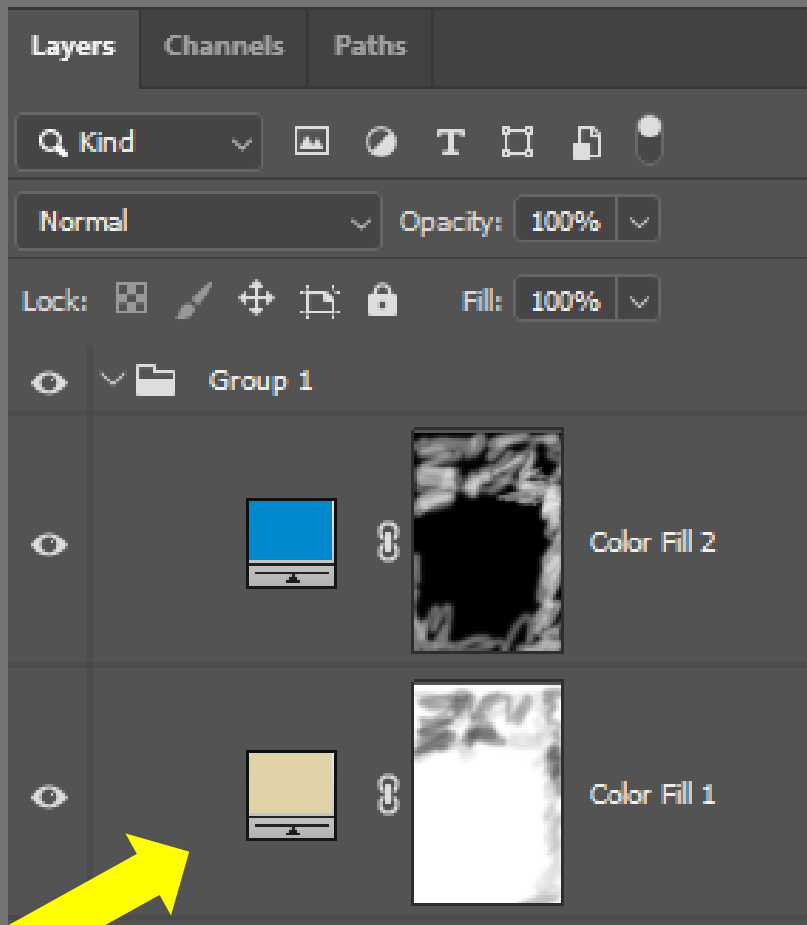 Layers Channels Paths
Kind
Normal Opacity: 100%
Lock: Fill: 100%
Group 1
Color Fill 2
Color Fill 1